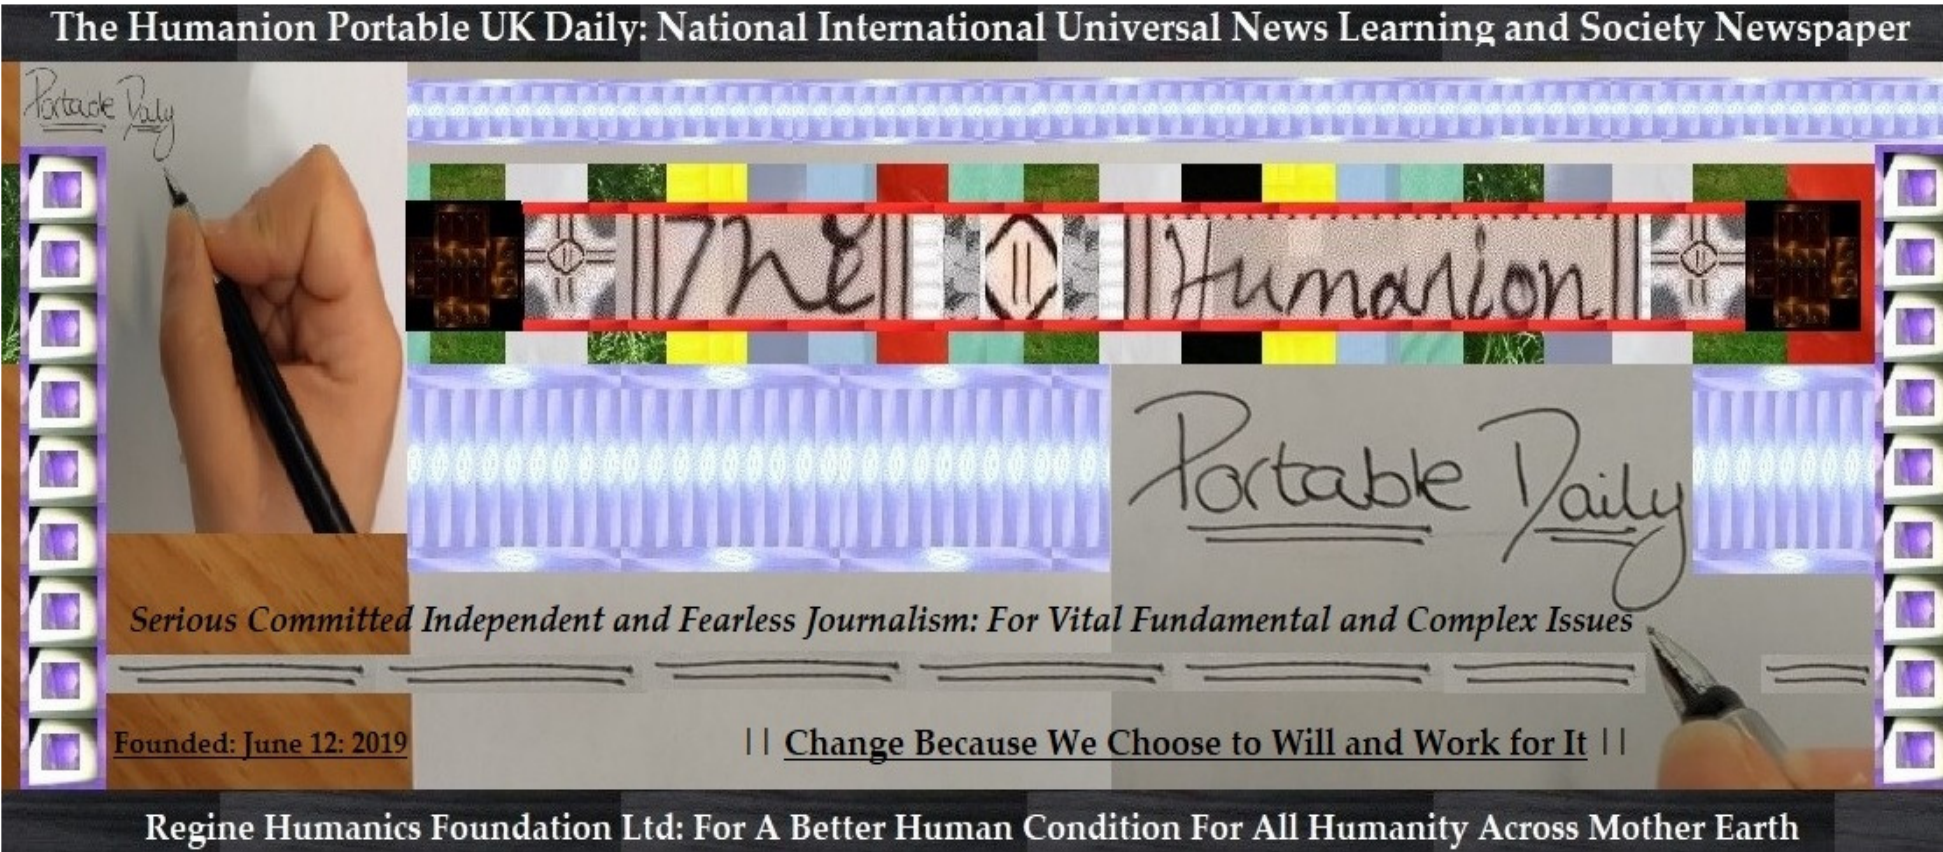 The Humanion Portable UK Daily: National International Universal News Learning and Society Newspaper
Portable Daily
The Humanion
Portable Daily
Serious Committed Independent and Fearless Journalism: For Vital Fundamental and Complex Issues
Founded: June 12: 2019
|| Change Because We Choose to Will and Work for It ||
Regine Humanics Foundation Ltd: For A Better Human Condition For All Humanity Across Mother Earth